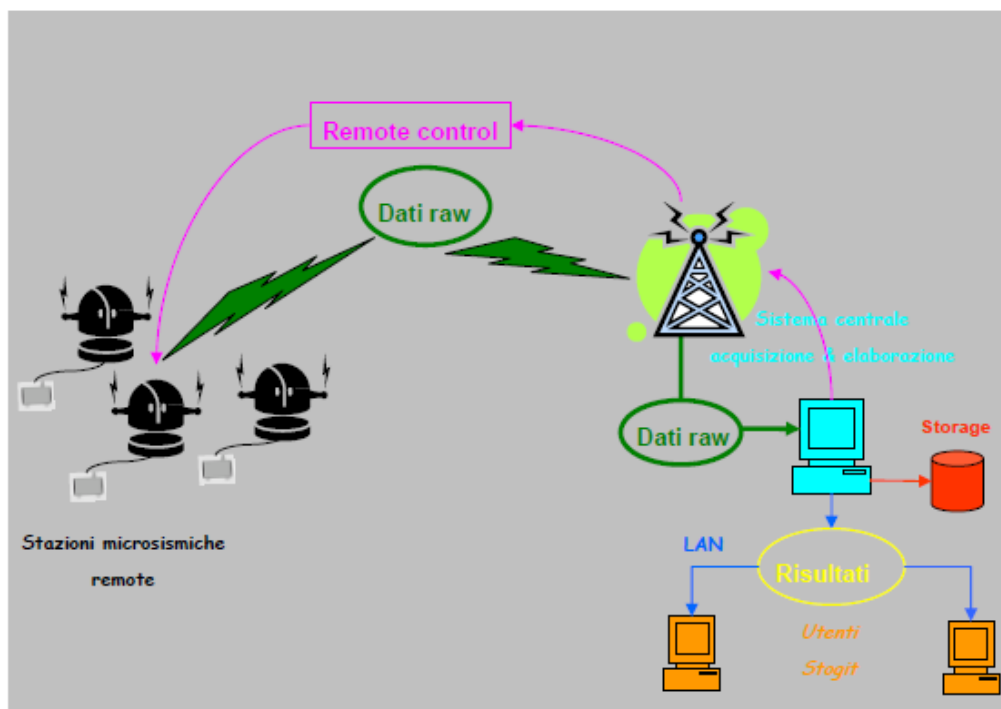 Remote control
Dati raw
Sistema centrale
acquisizione & elaborazione
Dati raw
Storage
Stazioni microsismiche
remote
LAN
Risultati
Utenti
Stogit